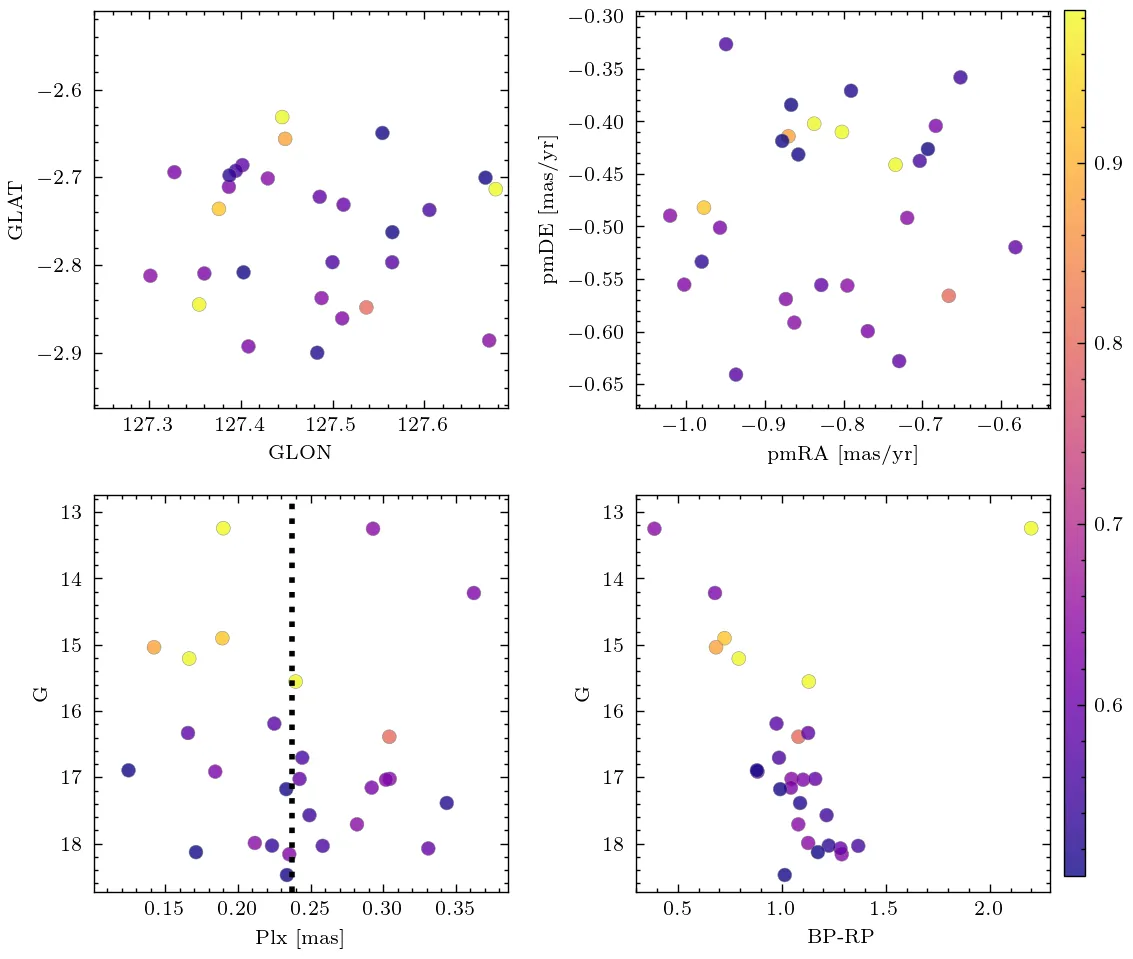 −2.6
−2.7
−2.8
−2.9
GLAT
127.3 127.4 127.5 127.6
GLON
−0.30
−0.35
−0.40
−0.45
−0.50
−0.55
−0.60
−0.65
pmDE [mas/yr]
−1.0 −0.9 −0.8 −0.7 −0.6
pmRA [mas/yr]
0.9
0.8
0.7
0.6
13
14
15
16
17
18
G
0.15 0.20 0.25 0.30 0.35
Plx [mas]
13
14
15
16
17
18
G
0.5 1.0 1.5 2.0
BP-RP